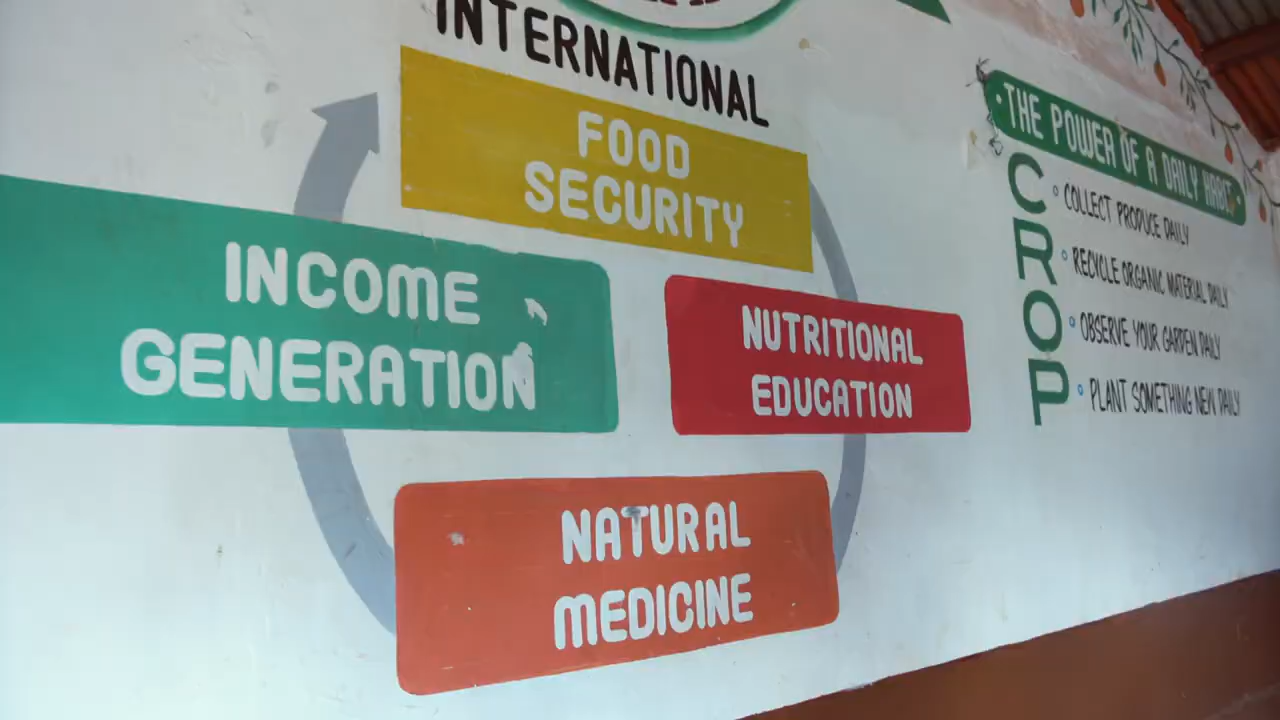 INTERNATIONAL
FOOD
SECURITY
INCOME
GENERATION
NUTRITIONAL
EDUCATION
NATURAL
MEDICINE
THE POWER OF A DAILY HABIT
C
COLLECT PRODUCE DAILY
R
RECYCLE ORGANIC MATERIAL DAILY
O
OBSERVE YOUR GARDEN DAILY
P
PLANT SOMETHING NEW DAILY